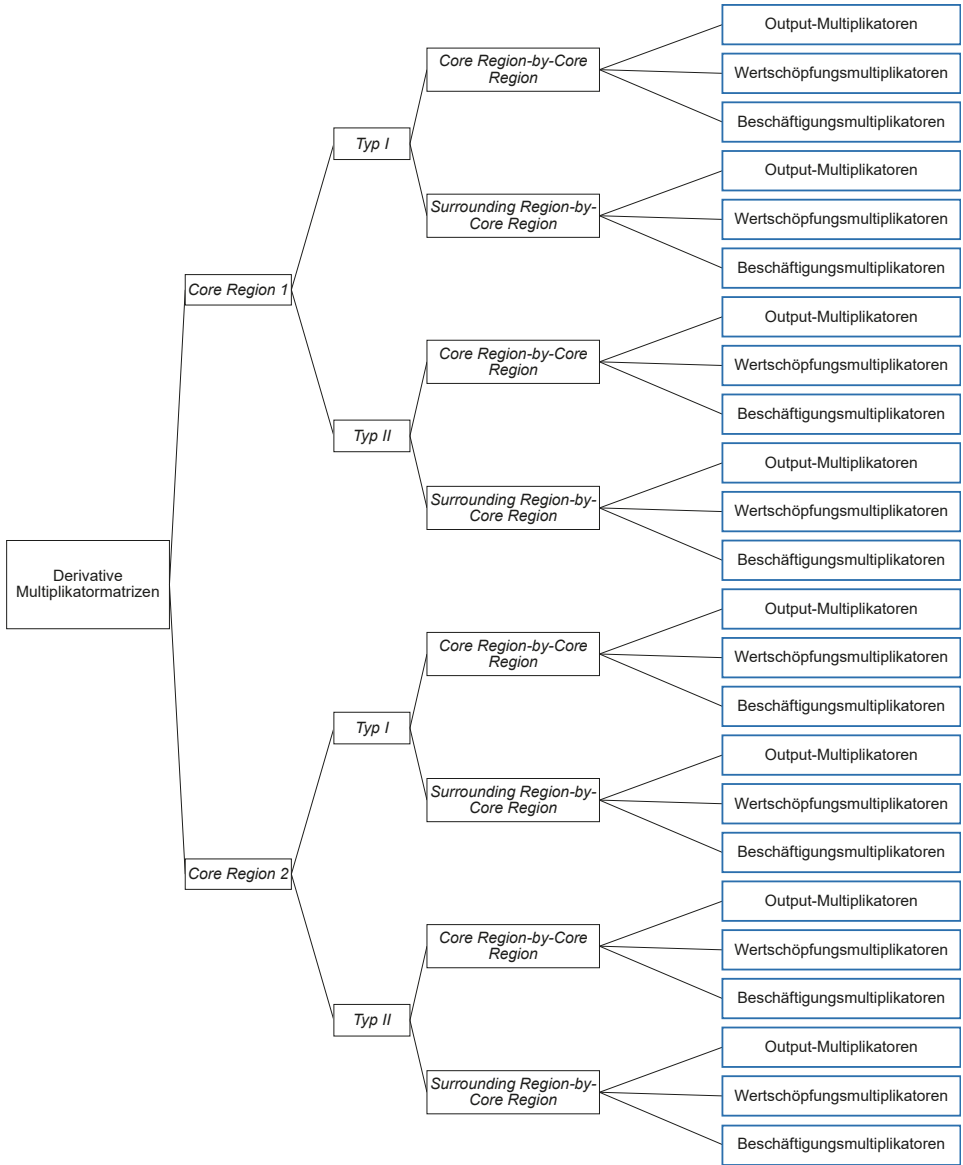 Derivative
Multiplikatormatrizen
Core Region 1
Typ I
Core Region-by-Core
Region
Output-Multiplikatoren
Wertschöpfungsmultiplikatoren
Beschäftigungsmultiplikatoren
Surrounding Region-by-
Core Region
Output-Multiplikatoren
Wertschöpfungsmultiplikatoren
Beschäftigungsmultiplikatoren
Typ II
Core Region-by-Core
Region
Output-Multiplikatoren
Wertschöpfungsmultiplikatoren
Beschäftigungsmultiplikatoren
Surrounding Region-by-
Core Region
Output-Multiplikatoren
Wertschöpfungsmultiplikatoren
Beschäftigungsmultiplikatoren
Core Region 2
Typ I
Core Region-by-Core
Region
Output-Multiplikatoren
Wertschöpfungsmultiplikatoren
Beschäftigungsmultiplikatoren
Surrounding Region-by-
Core Region
Output-Multiplikatoren
Wertschöpfungsmultiplikatoren
Beschäftigungsmultiplikatoren
Typ II
Core Region-by-Core
Region
Output-Multiplikatoren
Wertschöpfungsmultiplikatoren
Beschäftigungsmultiplikatoren
Surrounding Region-by-
Core Region
Output-Multiplikatoren
Wertschöpfungsmultiplikatoren
Beschäftigungsmultiplikatoren